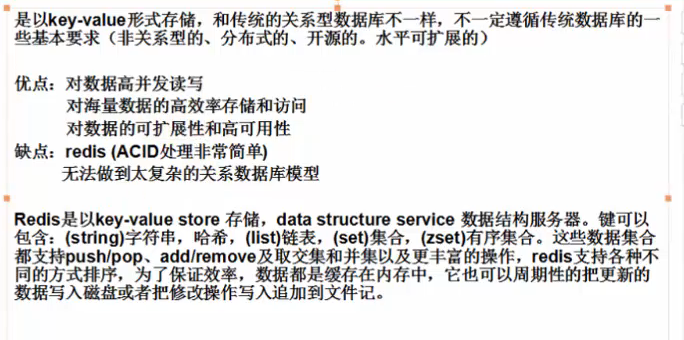 是以key-value形式存储，和传统的关系型数据库不一样，不一定遵循传统数据库的一
些基本要求（非关系型的、分布式的、开源的。水平可扩展的）
优点：对数据高并发读写
对海量数据的高效率存储和访问
对数据的可扩展性和高可用性
缺点：redis (ACID处理非常简单)
无法做到太复杂的关系数据库模型
Redis是以key-value store 存储，data structure service 数据结构服务器。键可以
包含：(string)字符串，哈希，(list)链表，(set)集合，(zset)有序集合。这些数据集合
都支持push/pop、add/remove及取交集和并集以及更丰富的操作，redis支持各种不
同的方式排序，为了保证效率，数据都是缓存在内存中，它也可以周期性的把更新的
数据写入磁盘或者把修改操作写入追加到文件记。